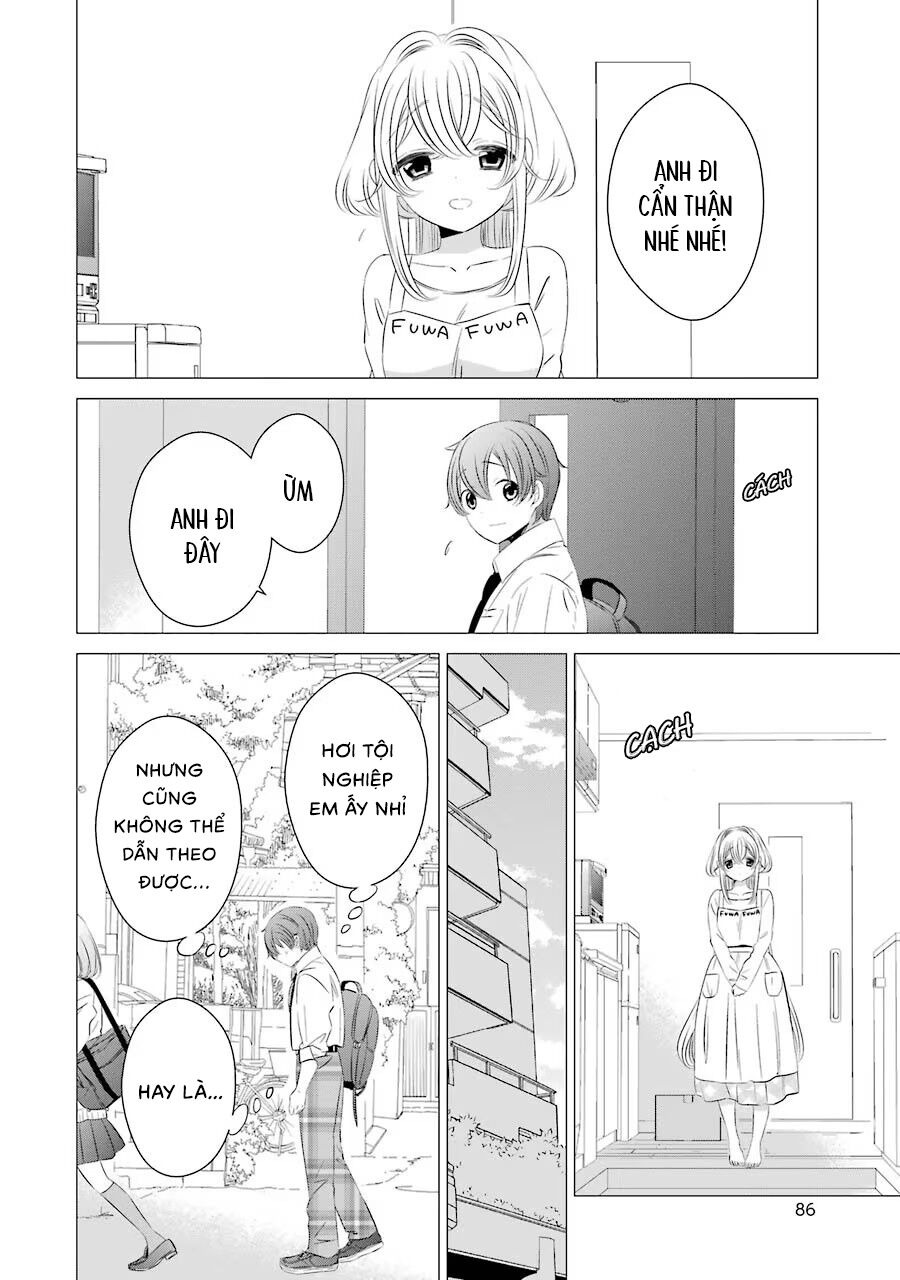 ANH ĐI
CẨN THẬN
NHÉ NHÉ!
FUWA FUWA
CÁCH
ỪM
ANH ĐI
ĐÂY
CẠCH
FUWA FUWA
HƠI TỘI
NGHIỆP
EM ẤY NHỈ
NHƯNG
CŨNG
KHÔNG THỂ
DẪN THEO
ĐƯỢC...
HAY LÀ...
86